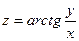 z = arctg y/x